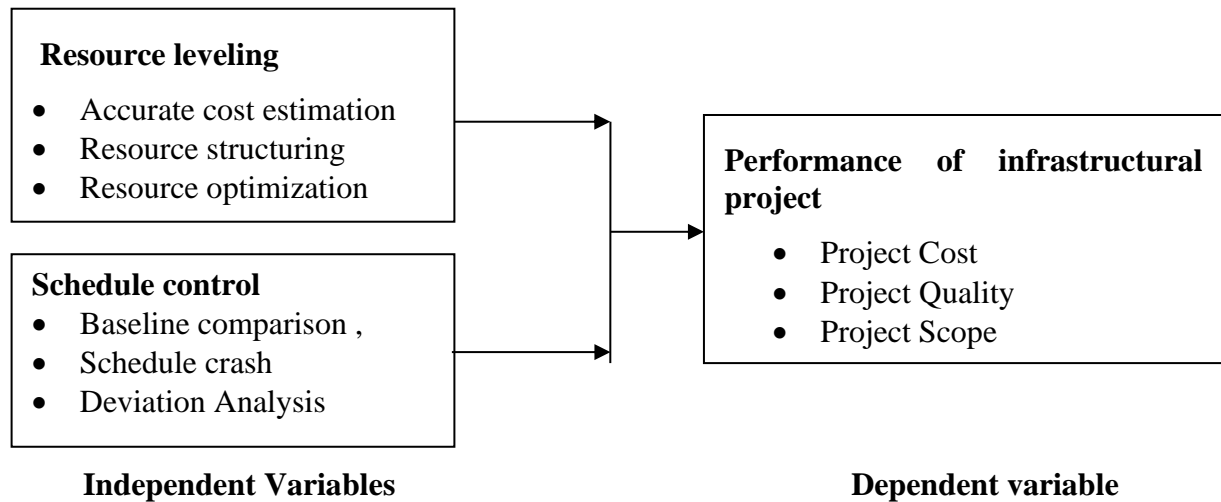 Resource leveling
• Accurate cost estimation
• Resource structuring
• Resource optimization
Schedule control
• Baseline comparison ,
• Schedule crash
• Deviation Analysis
Independent Variables
Performance of infrastructural
project
• Project Cost
• Project Quality
• Project Scope
Dependent variable